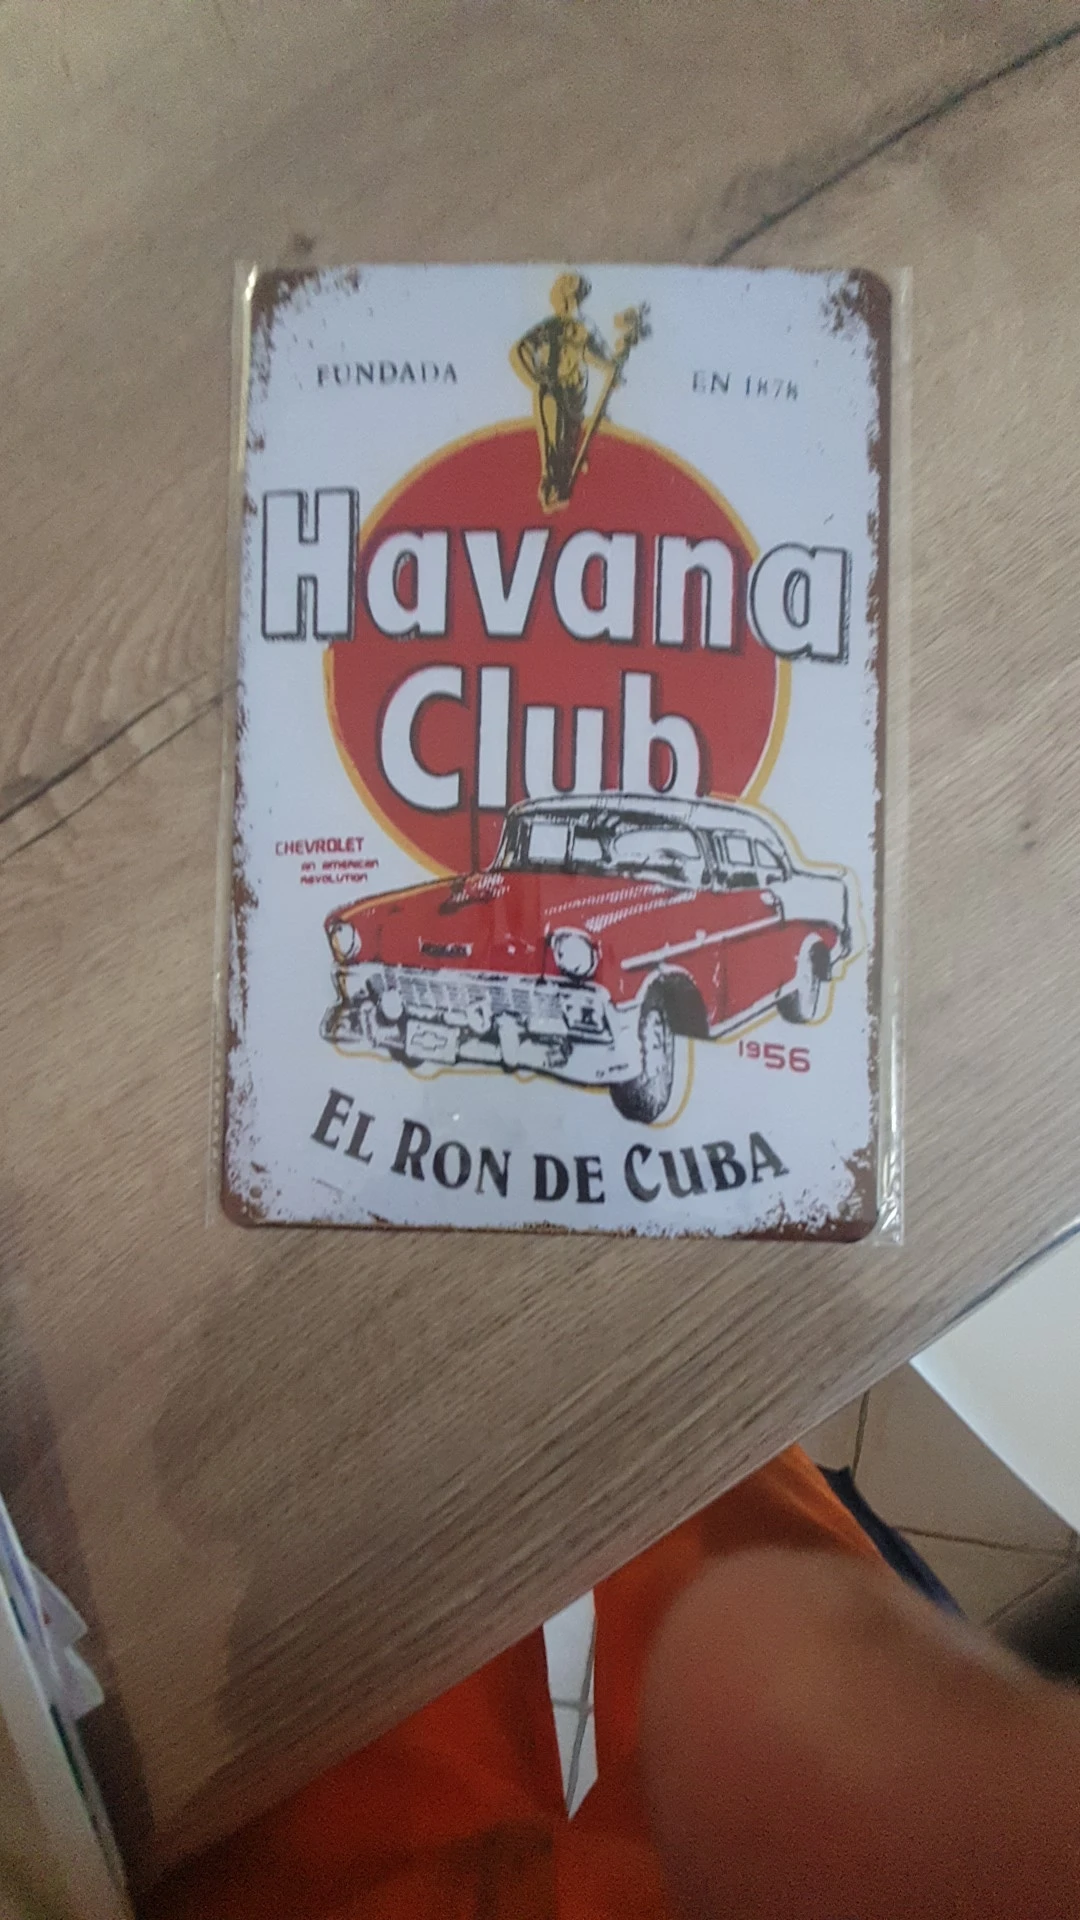 FUNDADA EN 1878
Havana
Club
CHEVROLET
AN AMERICAN
REVOLUTION
1956
EL RON DE CUBA